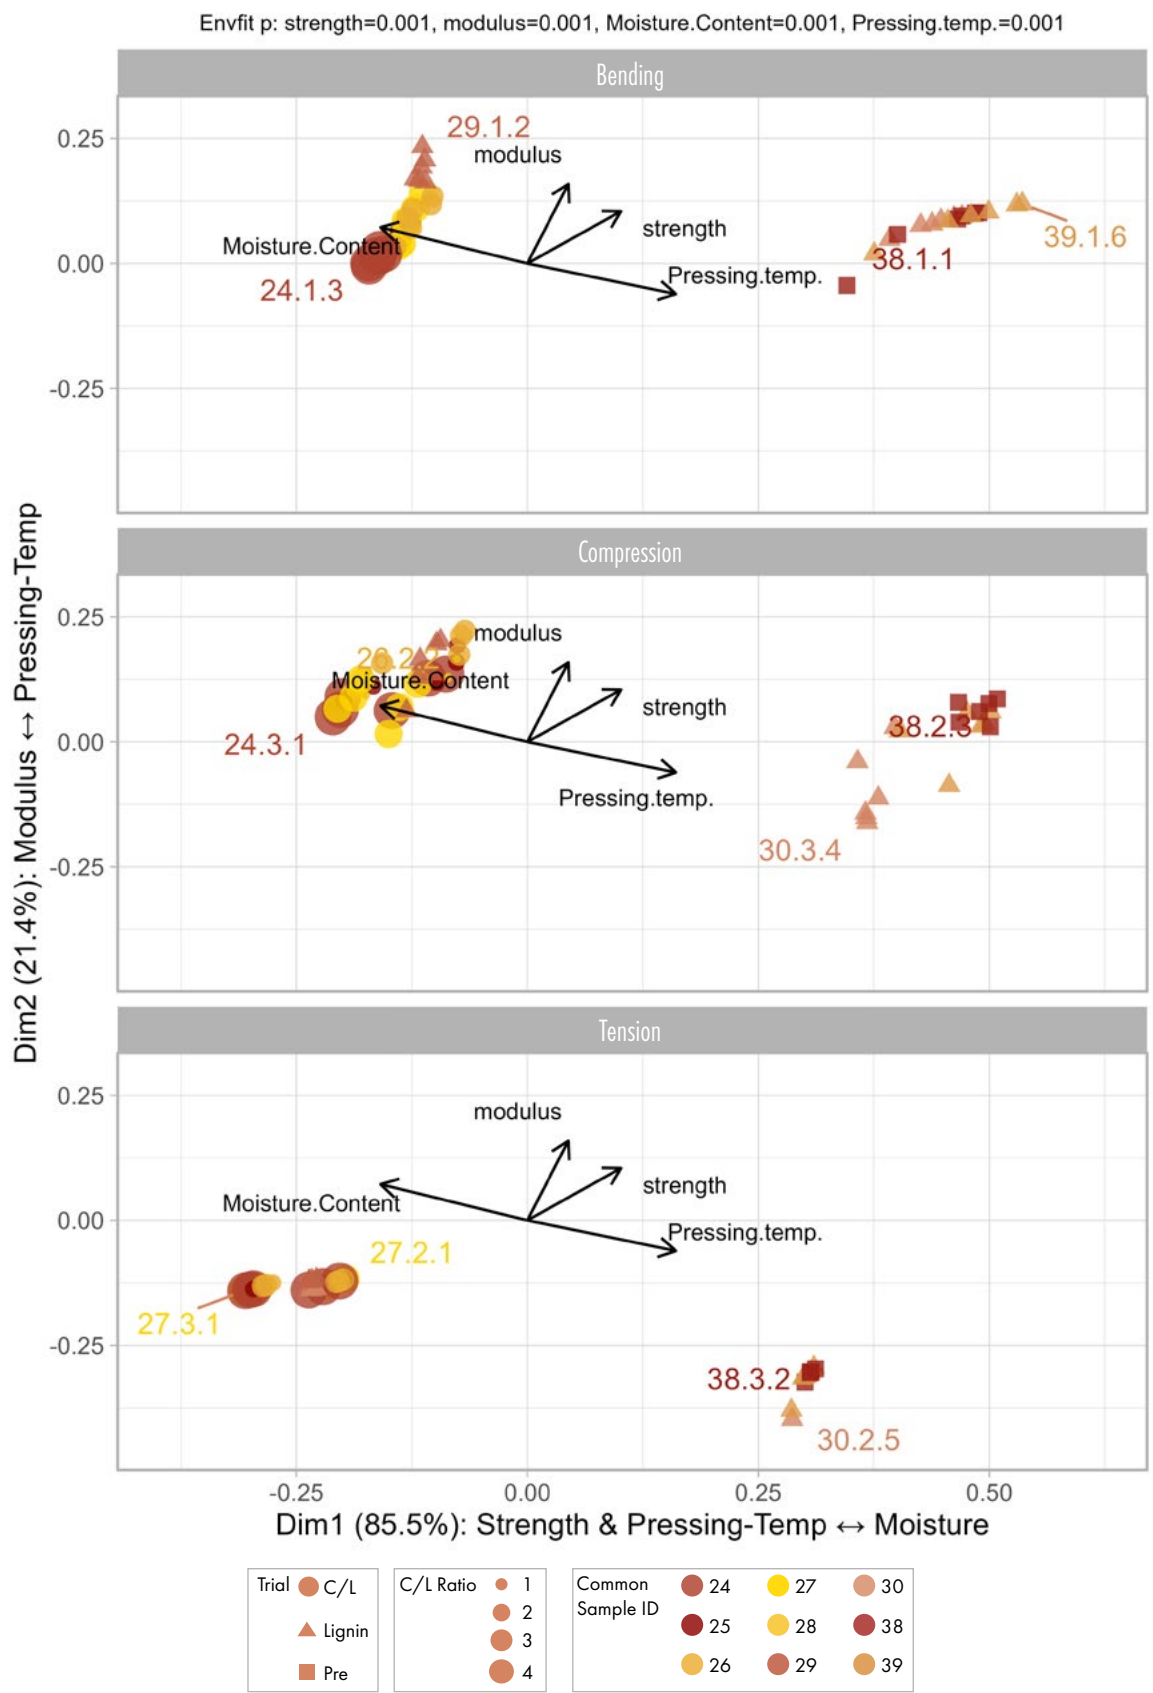 Envfit p: strength=0.001, modulus=0.001, Moisture.Content=0.001, Pressing.temp.=0.001
Bending
0.25
0.00
-0.25
29.1.2
modulus
strength
Moisture.Content
Pressing.temp.
24.1.3
39.1.6
38.1.1
Dim2 (21.4%): Modulus ↔ Pressing-Temp
Compression
0.25
0.00
-0.25
modulus
26.2.2
Moisture.Content
strength
24.3.1
38.2.3
Pressing.temp.
30.3.4
Tension
0.25
0.00
-0.25
modulus
strength
Moisture.Content
Pressing.temp.
27.2.1
27.3.1
38.3.2
30.2.5
-0.25 0.00 0.25 0.50
Dim1 (85.5%): Strength & Pressing-Temp ↔ Moisture
Trial C/L
Lignin
Pre
C/L Ratio 1
2
3
4
Common Sample ID
24 27 30
25 28 38
26 29 39